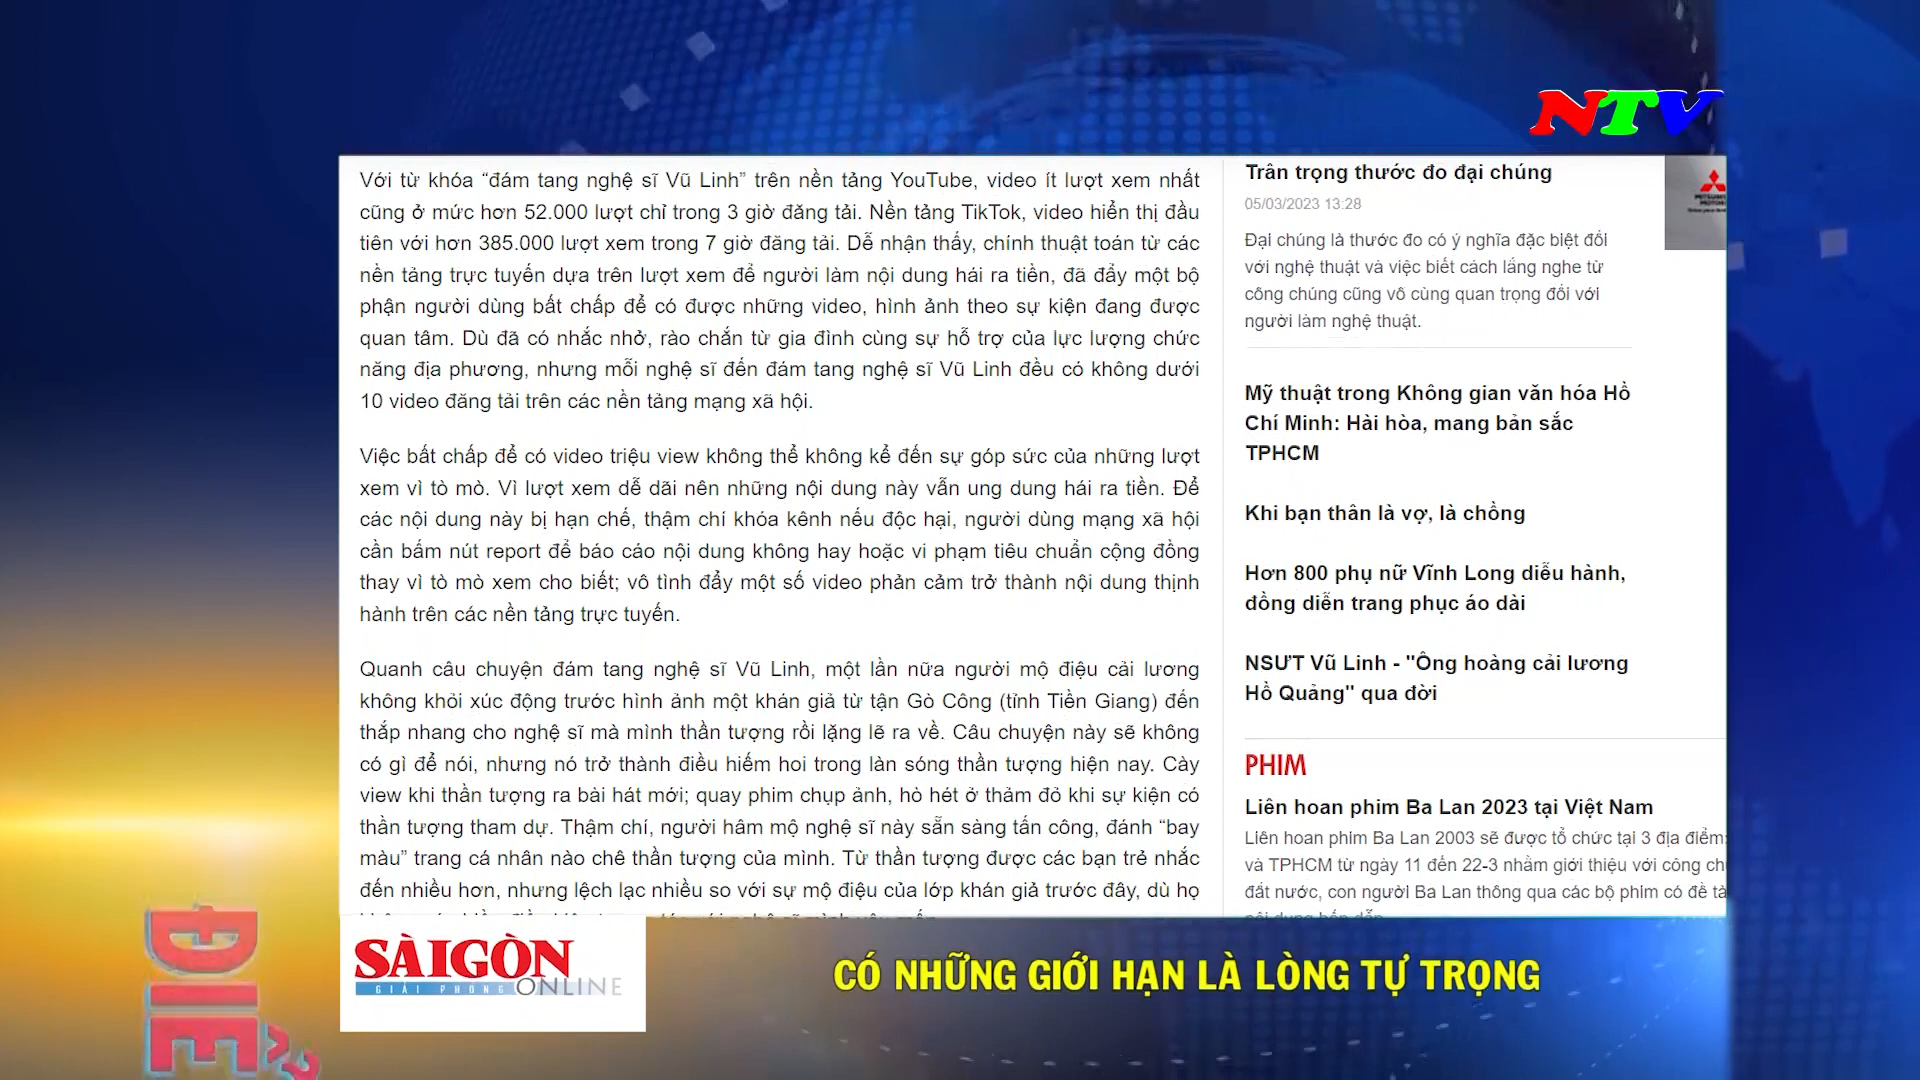 NTV
Với từ khóa “đám tang nghệ sĩ Vũ Linh” trên nền tảng YouTube, video ít lượt xem nhất
cũng ở mức hơn 52.000 lượt chỉ trong 3 giờ đăng tải. Nền tảng TikTok, video hiển thị đầu
tiên với hơn 385.000 lượt xem trong 7 giờ đăng tải. Dễ nhận thấy, chính thuật toán từ các
nền tảng trực tuyến dựa trên lượt xem để người làm nội dung hái ra tiền, đã đẩy một bộ
phận người dùng bất chấp để có được những video, hình ảnh theo sự kiện đang được
quan tâm. Dù đã có nhắc nhở, rào chắn từ gia đình cùng sự hỗ trợ của lực lượng chức
năng địa phương, nhưng mỗi nghệ sĩ đến đám tang nghệ sĩ Vũ Linh đều có không dưới
10 video đăng tải trên các nền tảng mạng xã hội.
Việc bất chấp để có video triệu view không thể không kể đến sự góp sức của những lượt
xem vì tò mò. Vì lượt xem dễ dãi nên những nội dung này vẫn ung dung hái ra tiền. Để
các nội dung này bị hạn chế, thậm chí khóa kênh nếu độc hại, người dùng mạng xã hội
cần bấm nút report để báo cáo nội dung không hay hoặc vi phạm tiêu chuẩn cộng đồng
thay vì tò mò xem cho biết; vô tình đẩy một số video phản cảm trở thành nội dung thịnh
hành trên các nền tảng trực tuyến.
Quanh câu chuyện đám tang nghệ sĩ Vũ Linh, một lần nữa người mộ điệu cải lương
không khỏi xúc động trước hình ảnh một khán giả từ tận Gò Công (tỉnh Tiền Giang) đến
thắp nhang cho nghệ sĩ mà mình thần tượng rồi lặng lẽ ra về. Câu chuyện này sẽ không
có gì để nói, nhưng nó trở thành điều hiếm hoi trong làn sóng thần tượng hiện nay. Cày
view khi thần tượng ra bài hát mới; quay phim chụp ảnh, hò hét ở thảm đỏ khi sự kiện có
thần tượng tham dự. Thậm chí, người hâm mộ nghệ sĩ này sẵn sàng tấn công, đánh “bay
màu” trang cá nhân nào chê thần tượng của mình. Từ thần tượng được các bạn trẻ nhắc
đến nhiều hơn, nhưng lệch lạc nhiều so với sự mộ điệu của lớp khán giả trước đây, dù họ
Trân trọng thước đo đại chúng
05/03/2023 13:28
Đại chúng là thước đo có ý nghĩa đặc biệt đối
với nghệ thuật và việc biết cách lắng nghe từ
công chúng cũng vô cùng quan trọng đối với
người làm nghệ thuật.
Mỹ thuật trong Không gian văn hóa Hồ
Chí Minh: Hài hòa, mang bản sắc
TPHCM
Khi bạn thân là vợ, là chồng
Hơn 800 phụ nữ Vĩnh Long diễu hành,
đồng diễn trang phục áo dài
NSƯT Vũ Linh - "Ông hoàng cải lương
Hồ Quảng" qua đời
PHIM
Liên hoan phim Ba Lan 2023 tại Việt Nam
Liên hoan phim Ba Lan 2003 sẽ được tổ chức tại 3 địa điểm:
và TPHCM từ ngày 11 đến 22-3 nhằm giới thiệu với công ch
đất nước, con người Ba Lan thông qua các bộ phim có đề tà
SÀIGÒN
GIẢI PHÓNG ONLINE
CÓ NHỮNG GIỚI HẠN LÀ LÒNG TỰ TRỌNG